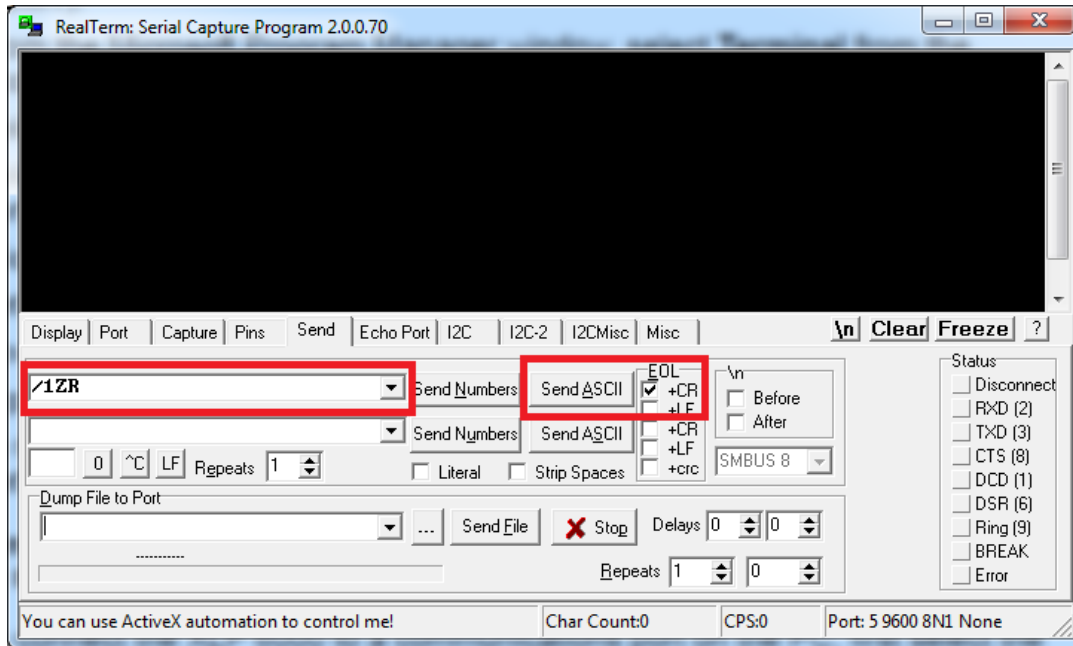 RealTerm: Serial Capture Program 2.0.0.70
Display Port Capture Pins Send Echo Port I2C I2C-2 I2CMisc Misc \n Clear Freeze ?
/1ZR Send Numbers Send ASCII EOL +CR +LF
Send Numbers Send ASCII +CR +LF +crc
\n Before After
SMBUS 8
0 ^C LF Repeats 1 Literal Strip Spaces
Dump File to Port
... Send File Stop Delays 0 0
-----------
Repeats 1 0
Status
Disconnect
RXD (2)
TXD (3)
CTS (8)
DCD (1)
DSR (6)
Ring (9)
BREAK
Error
You can use ActiveX automation to control me! Char Count:0 CPS:0 Port: 5 9600 8N1 None